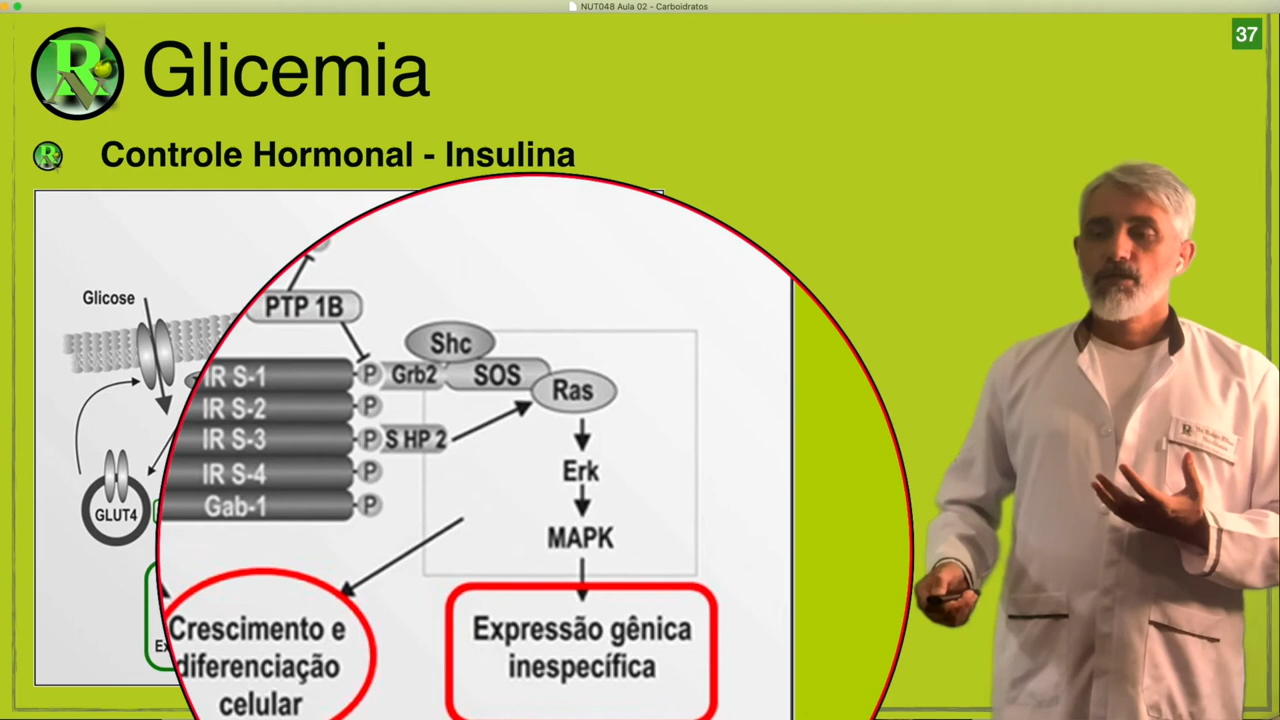 NUT048 Aula 02 - Carboidratos
37
Glicemia
Controle Hormonal - Insulina
Glicose
GLUT4
PTP 1B
Shc
IR S-1
P
Grb2
SOS
Ras
IR S-2
P
IR S-3
P
S HP 2
IR S-4
P
Gab-1
P
Erk
MAPK
Crescimento e
diferenciação
celular
Expressão gênica
inespecífica